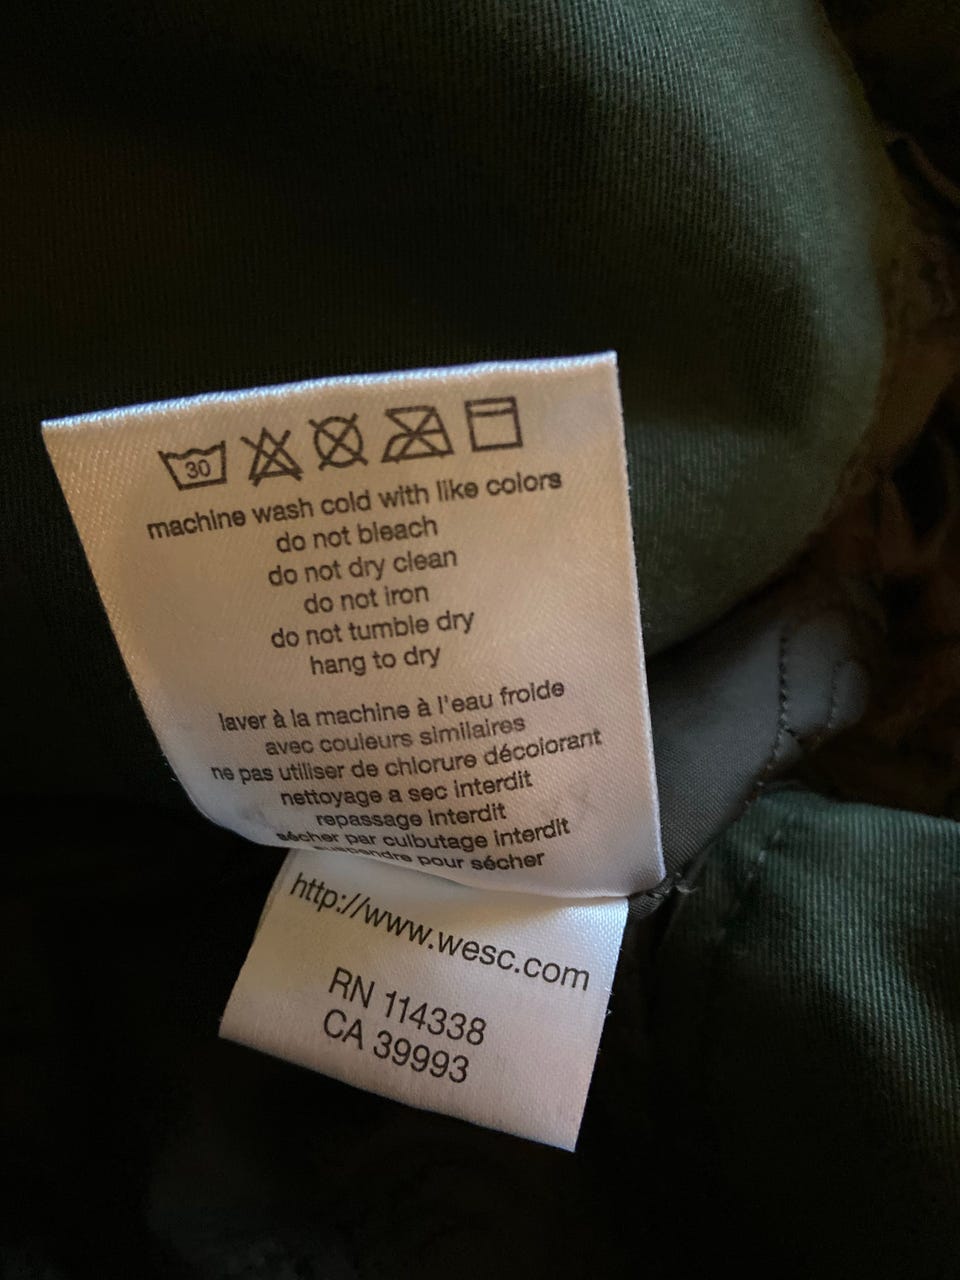 30
machine wash cold with like colors
do not bleach
do not dry clean
do not iron
do not tumble dry
hang to dry
laver à la machine à l'eau froide
avec couleurs similaires
ne pas utiliser de chlorure décolorant
nettoyage a sec interdit
repassage interdit
sécher par culbutage interdit
suspendre pour sécher
http://www.wesc.com
RN 114338
CA 39993